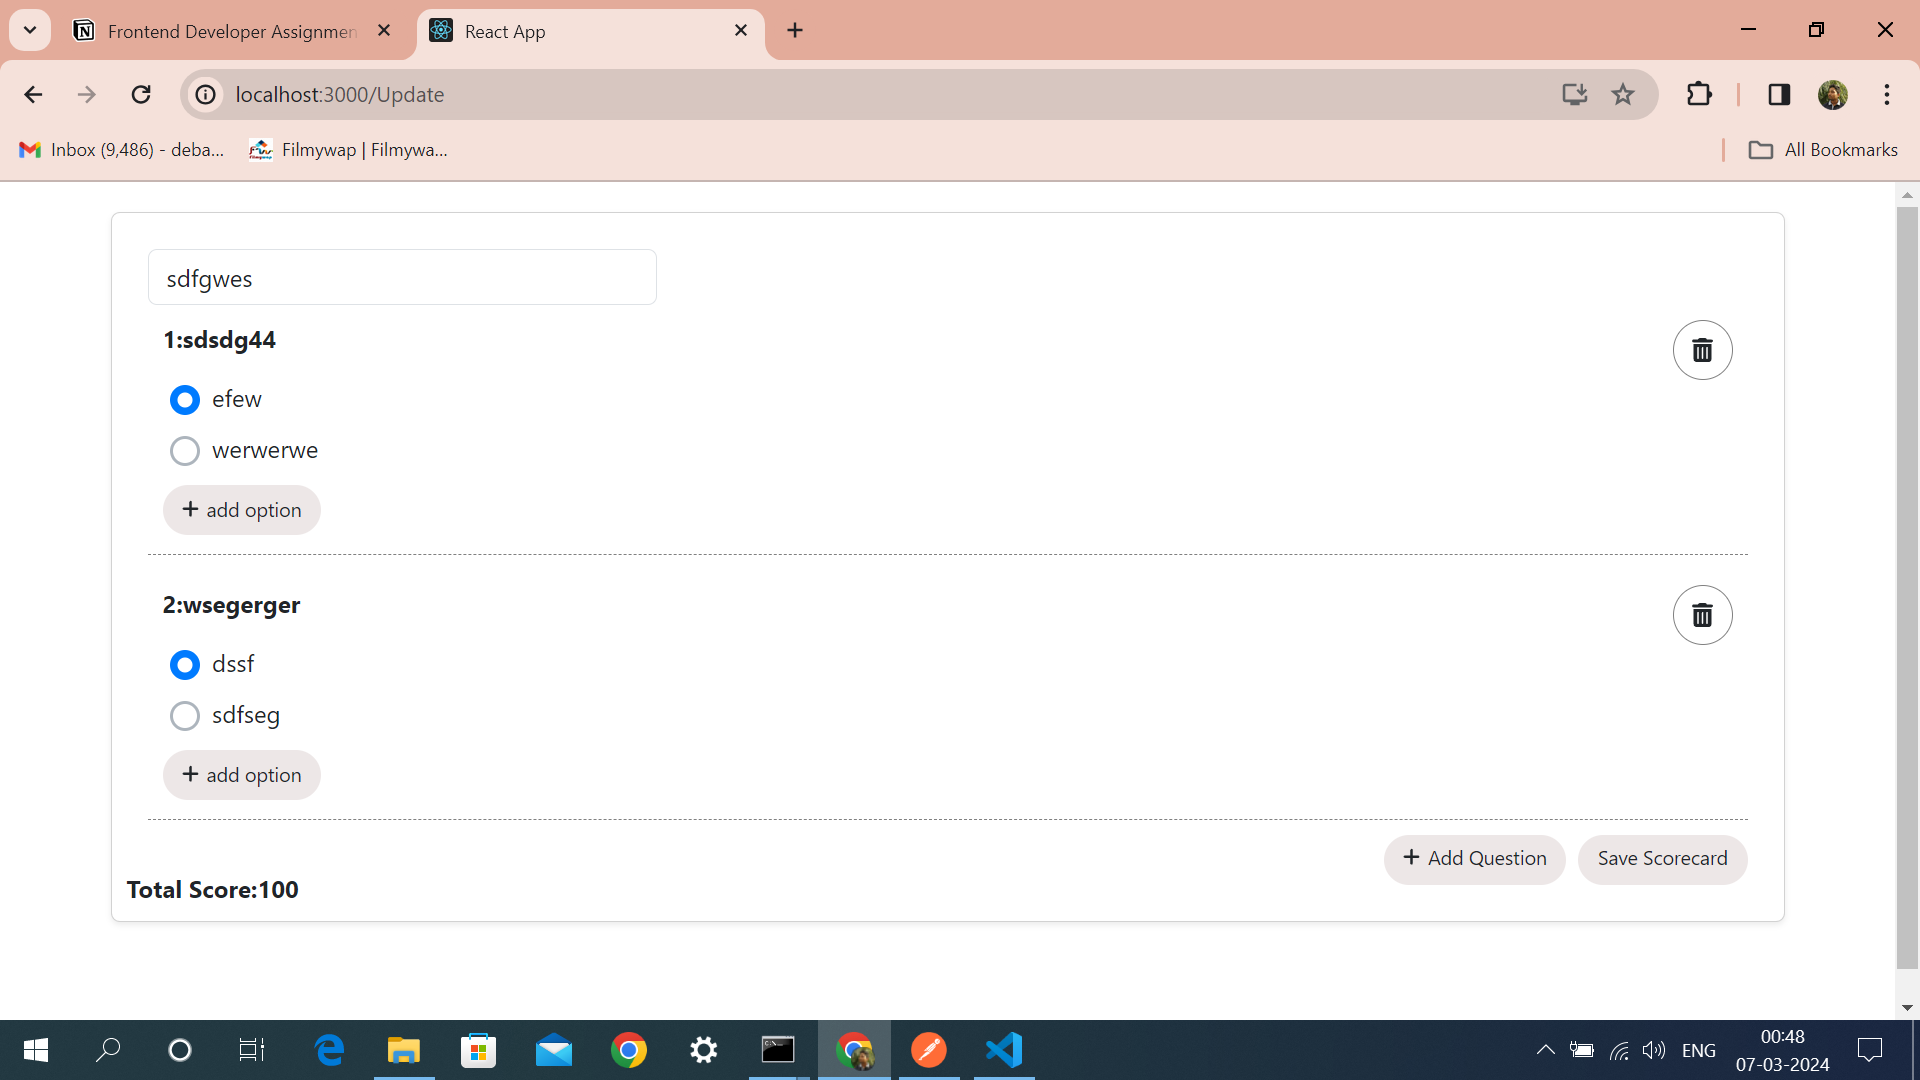 Frontend Developer Assignmen
React App
localhost:3000/Update
Inbox (9,486) - deba...
Filmywap | Filmywa...
All Bookmarks
sdfgwes
1:sdsdg44
efew
werwerwe
+ add option
2:wsegerger
dssf
sdfseg
+ add option
+ Add Question
Save Scorecard
Total Score:100
ENG
00:48
07-03-2024